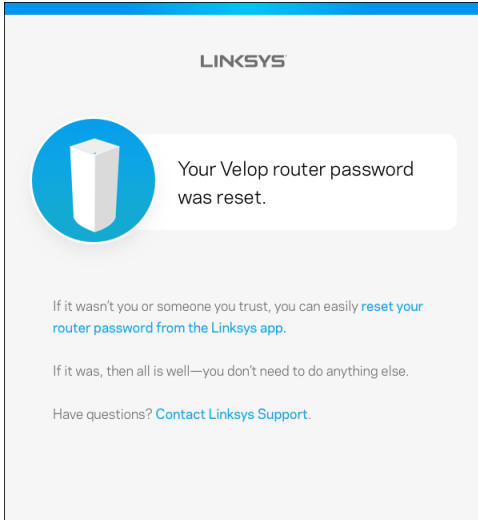 LINKSYS
Your Velop router password
was reset.
If it wasn't you or someone you trust, you can easily reset your
router password from the Linksys app.
If it was, then all is well—you don't need to do anything else.
Have questions? Contact Linksys Support.